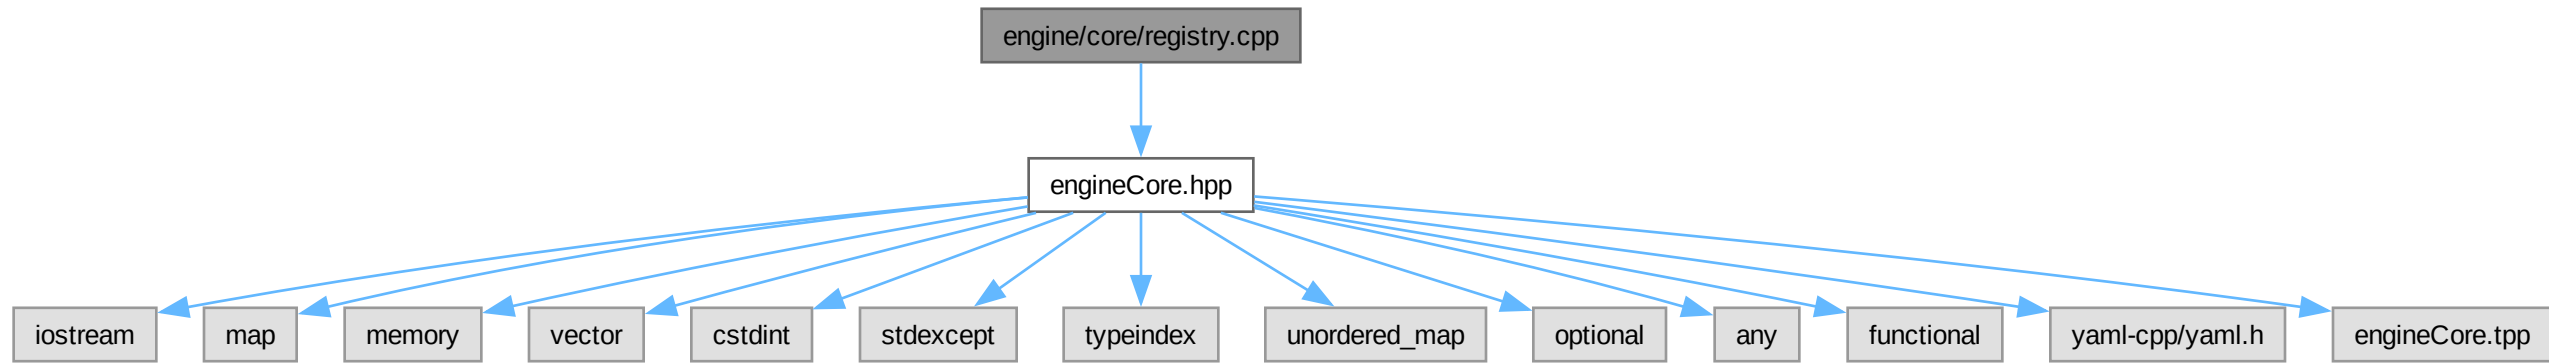 engine/core/registry.cpp
engineCore.hpp
iostream
map
memory
vector
cstdint
stdexcept
typeindex
unordered_map
optional
any
functional
yaml-cpp/yaml.h
engineCore.tpp